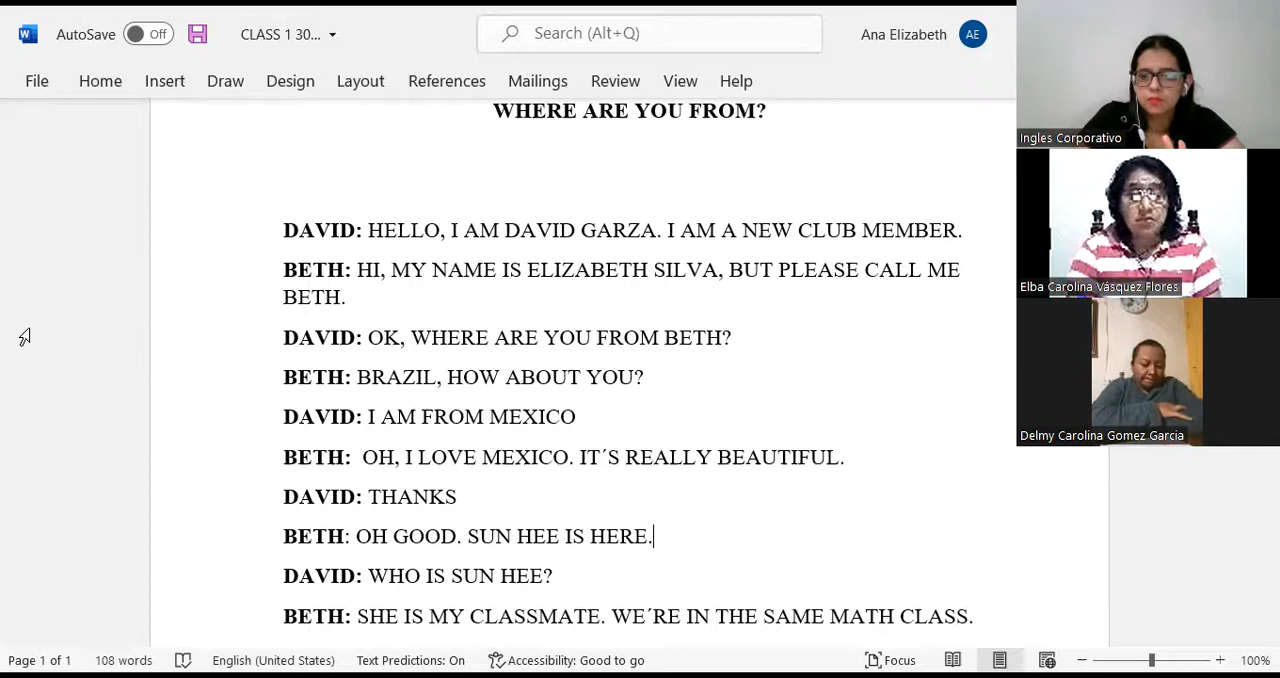 AutoSave Off CLASS 1 30... Search (Alt+Q) Ana Elizabeth AE
File Home Insert Draw Design Layout References Mailings Review View Help
WHERE ARE YOU FROM?
DAVID: HELLO, I AM DAVID GARZA. I AM A NEW CLUB MEMBER.
BETH: HI, MY NAME IS ELIZABETH SILVA, BUT PLEASE CALL ME
BETH.
DAVID: OK, WHERE ARE YOU FROM BETH?
BETH: BRAZIL, HOW ABOUT YOU?
DAVID: I AM FROM MEXICO
BETH: OH, I LOVE MEXICO. IT´S REALLY BEAUTIFUL.
DAVID: THANKS
BETH: OH GOOD. SUN HEE IS HERE.
DAVID: WHO IS SUN HEE?
BETH: SHE IS MY CLASSMATE. WE´RE IN THE SAME MATH CLASS.
Page 1 of 1 108 words English (United States) Text Predictions: On Accessibility: Good to go Focus 100%
Ingles Corporativo
Elba Carolina Vásquez Flores
Delmy Carolina Gomez Garcia